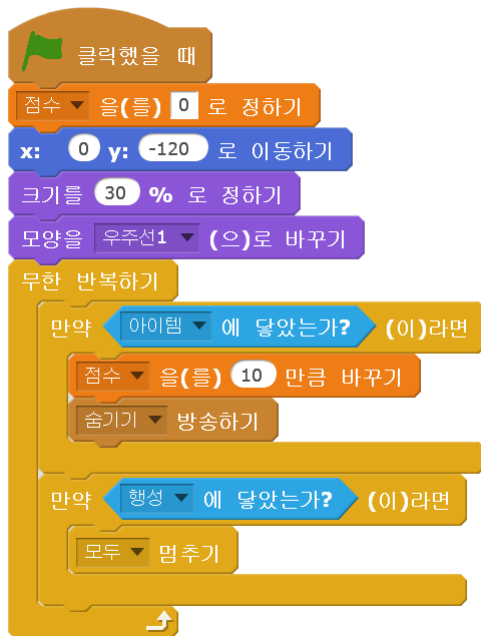 클릭했을 때
점수 을(를) 0 로 정하기
x: 0 y: -120 로 이동하기
크기를 30 % 로 정하기
모양을 우주선1 (으)로 바꾸기
무한 반복하기
만약 아이템 에 닿았는가? (이)라면
점수 을(를) 10 만큼 바꾸기
숨기기 방송하기
만약 행성 에 닿았는가? (이)라면
모두 멈추기